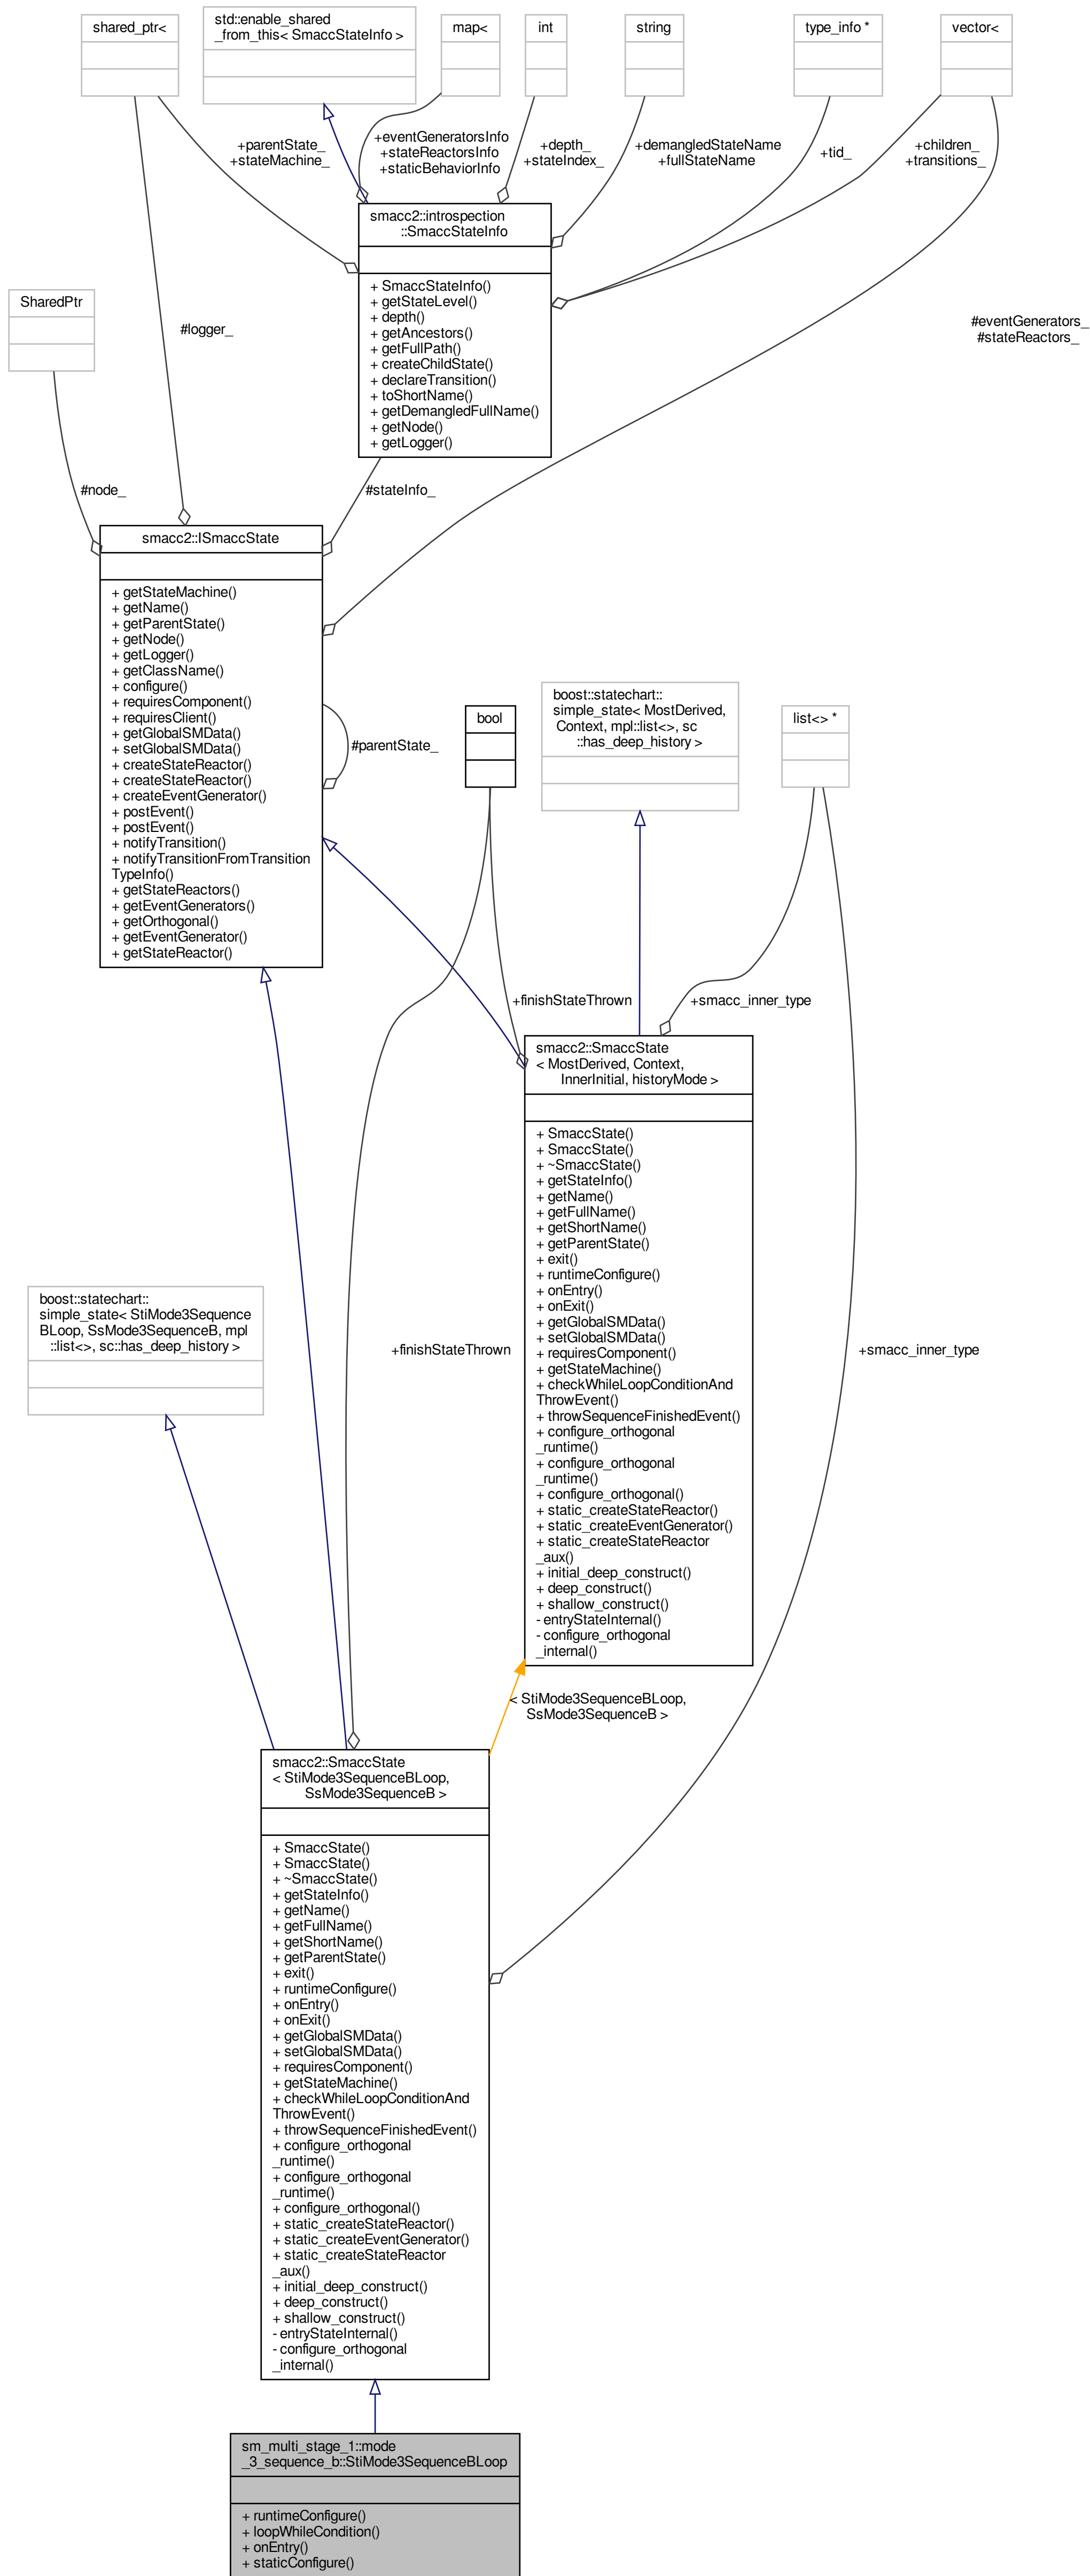 shared_ptr<
std::enable_shared
_from_this< SmaccStateInfo >
map<
int
string
type_info *
vector<
+parentState_
+stateMachine_
+eventGeneratorsInfo
+stateReactorsInfo
+staticBehaviorInfo
+depth_
+stateIndex_
+demangledStateName
+fullStateName
+tid_
+children_
+transitions_
smacc2::introspection
::SmaccStateInfo
+ SmaccStateInfo()
+ getStateLevel()
+ depth()
+ getAncestors()
+ getFullPath()
+ createChildState()
+ declareTransition()
+ toShortName()
+ getDemangledFullName()
+ getNode()
+ getLogger()
SharedPtr
#logger_
#eventGenerators_
#stateReactors_
#node_
#stateInfo_
smacc2::ISmaccState
+ getStateMachine()
+ getName()
+ getParentState()
+ getNode()
+ getLogger()
+ getClassName()
+ configure()
+ requiresComponent()
+ requiresClient()
+ getGlobalSMData()
+ setGlobalSMData()
+ createStateReactor()
+ createStateReactor()
+ createEventGenerator()
+ postEvent()
+ postEvent()
+ notifyTransition()
+ notifyTransitionFromTransition
TypeInfo()
+ getStateReactors()
+ getEventGenerators()
+ getOrthogonal()
+ getEventGenerator()
+ getStateReactor()
#parentState_
bool
boost::statechart::
simple_state< MostDerived,
Context, mpl::list<>, sc
::has_deep_history >
list<> *
+finishStateThrown
+smacc_inner_type
smacc2::SmaccState
< MostDerived, Context,
InnerInitial, historyMode >
+ SmaccState()
+ SmaccState()
+ ~SmaccState()
+ getStateInfo()
+ getName()
+ getFullName()
+ getShortName()
+ getParentState()
+ exit()
+ runtimeConfigure()
+ onEntry()
+ onExit()
+ getGlobalSMData()
+ setGlobalSMData()
+ requiresComponent()
+ getStateMachine()
+ checkWhileLoopConditionAnd
ThrowEvent()
+ throwSequenceFinishedEvent()
+ configure_orthogonal
_runtime()
+ configure_orthogonal
_runtime()
+ configure_orthogonal()
+ static_createStateReactor()
+ static_createEventGenerator()
+ static_createStateReactor
_aux()
+ initial_deep_construct()
+ deep_construct()
+ shallow_construct()
- entryStateInternal()
- configure_orthogonal
_internal()
boost::statechart::
simple_state< StiMode3Sequence
BLoop, SsMode3SequenceB, mpl
::list<>, sc::has_deep_history >
+finishStateThrown
+smacc_inner_type
< StiMode3SequenceBLoop,
SsMode3SequenceB >
smacc2::SmaccState
< StiMode3SequenceBLoop,
SsMode3SequenceB >
+ SmaccState()
+ SmaccState()
+ ~SmaccState()
+ getStateInfo()
+ getName()
+ getFullName()
+ getShortName()
+ getParentState()
+ exit()
+ runtimeConfigure()
+ onEntry()
+ onExit()
+ getGlobalSMData()
+ setGlobalSMData()
+ requiresComponent()
+ getStateMachine()
+ checkWhileLoopConditionAnd
ThrowEvent()
+ throwSequenceFinishedEvent()
+ configure_orthogonal
_runtime()
+ configure_orthogonal
_runtime()
+ configure_orthogonal()
+ static_createStateReactor()
+ static_createEventGenerator()
+ static_createStateReactor
_aux()
+ initial_deep_construct()
+ deep_construct()
+ shallow_construct()
- entryStateInternal()
- configure_orthogonal
_internal()
sm_multi_stage_1::mode
_3_sequence_b::StiMode3SequenceBLoop
+ runtimeConfigure()
+ loopWhileCondition()
+ onEntry()
+ staticConfigure()